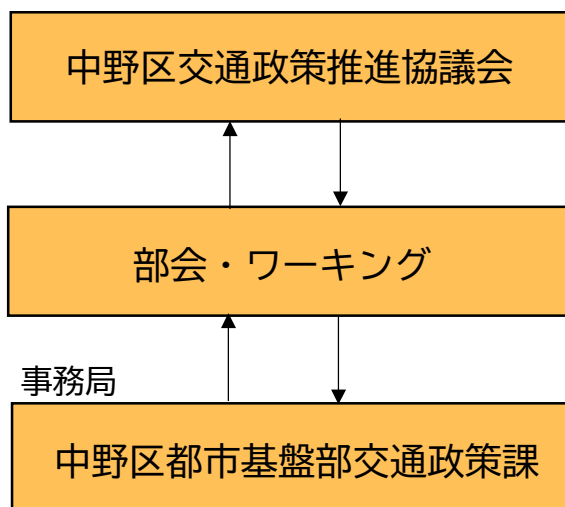 中野区交通政策推進協議会
部会・ワーキング
事務局
中野区都市基盤部交通政策課